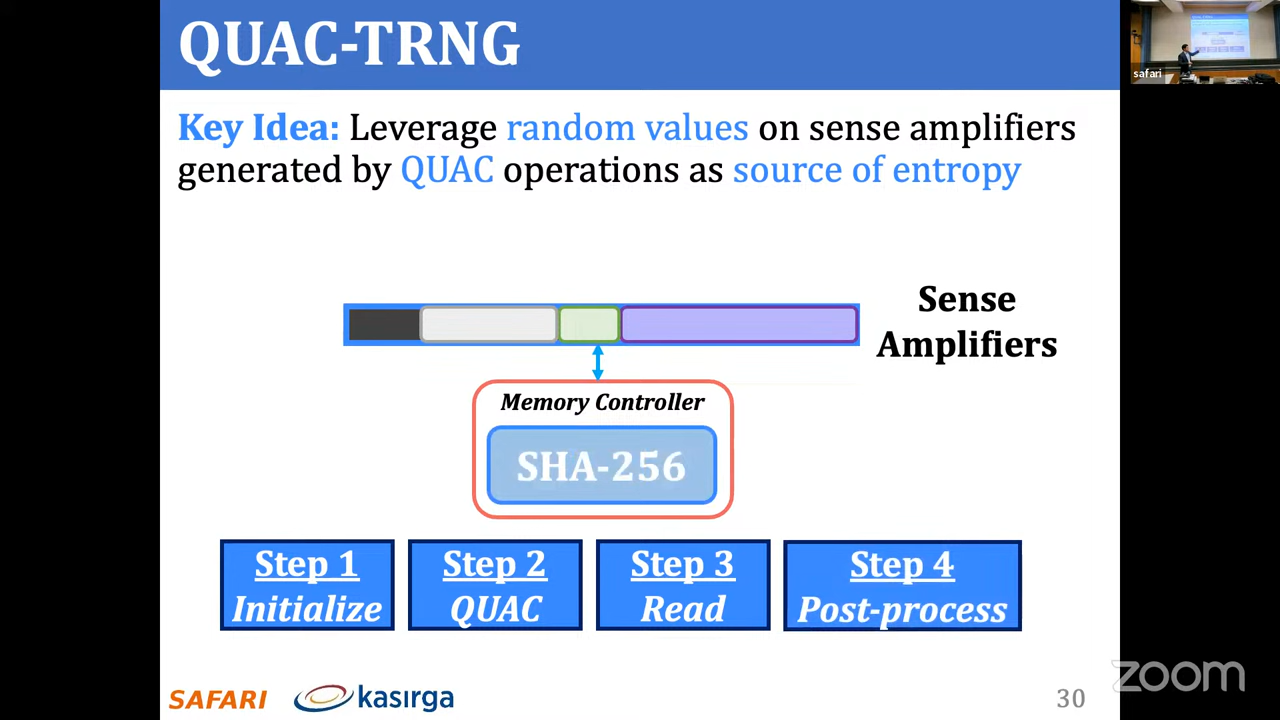 QUAC-TRNG
safari
Key Idea: Leverage random values on sense amplifiers
generated by QUAC operations as source of entropy
Sense
Amplifiers
Memory Controller
SHA-256
Step 1
Initialize
Step 2
QUAC
Step 3
Read
Step 4
Post-process
SAFARI
kasırga
30
zoom